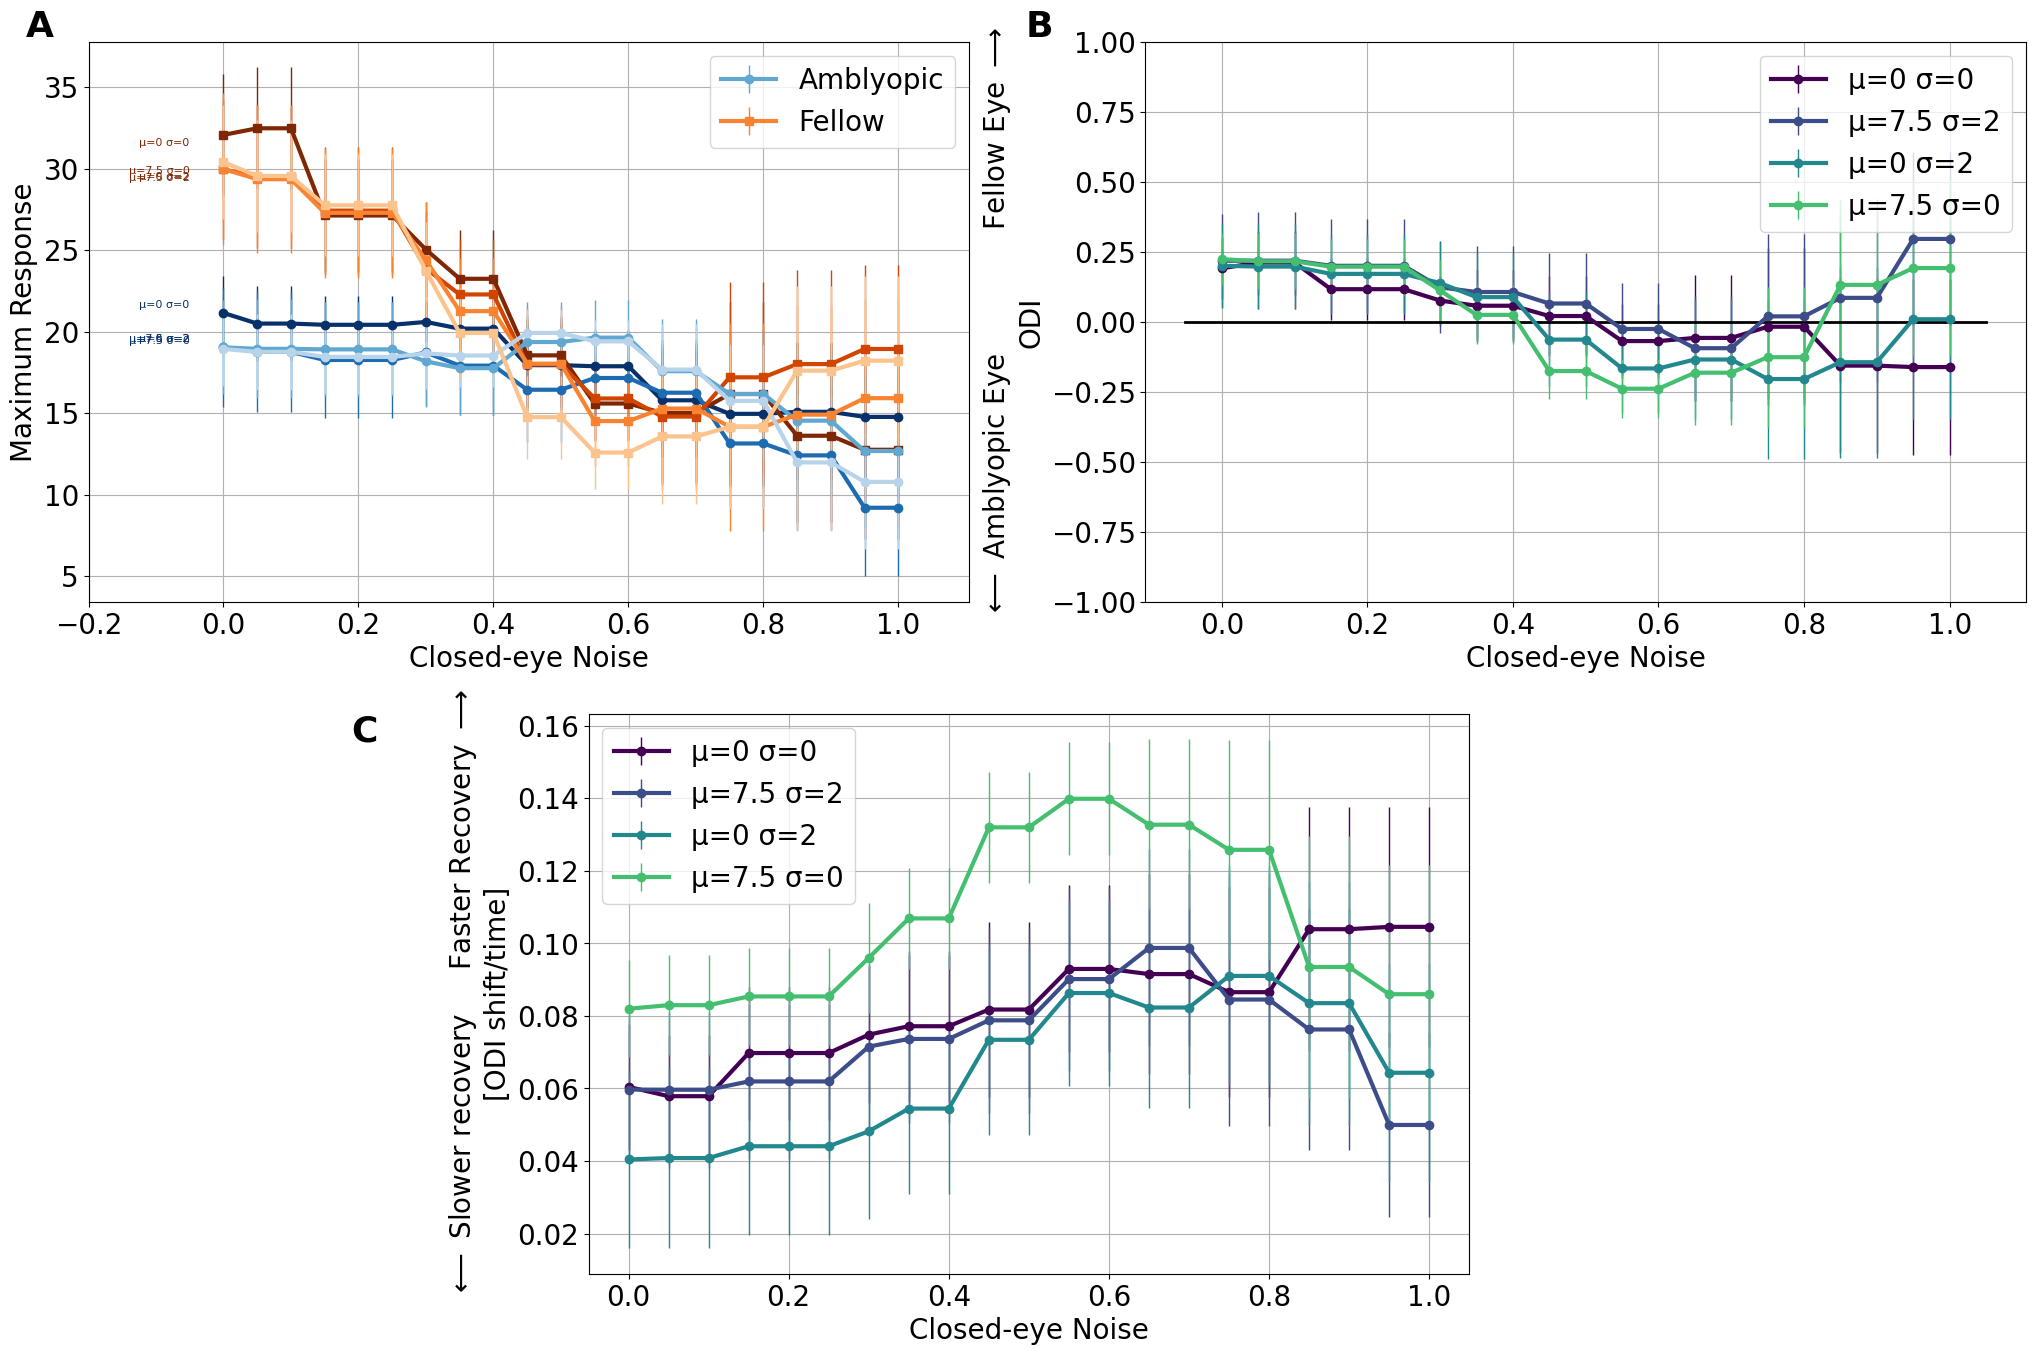 A
35
30
25
20
15
10
5
Maximum Response
μ=0 σ=0
μ=7.5 σ=0
μ=7.5 σ=2
μ=0 σ=0
Amblyopic
Fellow
−0.2
0.0
0.2
0.4
0.6
0.8
1.0
Closed-eye Noise
B
← Amblyopic Eye Fellow Eye →
ODI
1.00
0.75
0.50
0.25
0.00
−0.25
−0.50
−0.75
−1.00
μ=0 σ=0
μ=7.5 σ=2
μ=0 σ=2
μ=7.5 σ=0
0.0
0.2
0.4
0.6
0.8
1.0
Closed-eye Noise
C
← Slower recovery Faster Recovery →
[ODI shift/time]
0.16
0.14
0.12
0.10
0.08
0.06
0.04
0.02
μ=0 σ=0
μ=7.5 σ=2
μ=0 σ=2
μ=7.5 σ=0
0.0
0.2
0.4
0.6
0.8
1.0
Closed-eye Noise